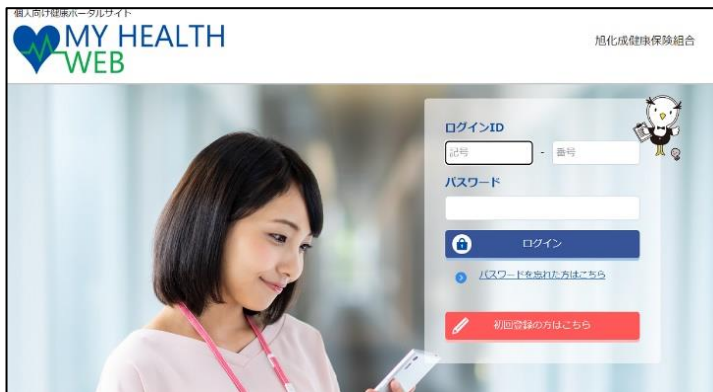 個人向け健康ポータルサイト
MY HEALTH
WEB
旭化成健康保険組合
ログインID
記号 - 番号
パスワード
ログイン
パスワードを忘れた方はこちら
初回登録の方はこちら